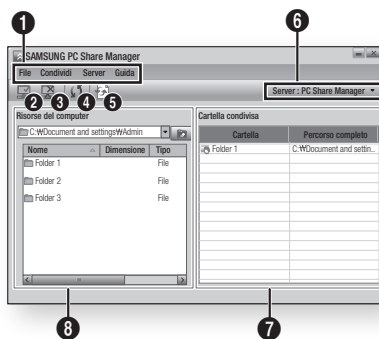 1
6
SAMSUNG PC Share Manager
File Condividi Server Guida
2 3 4 5
Server : PC Share Manager
Risorse del computer
Cartella condivisa
C:₩Document and settings₩Admin
Nome Dimensione Tipo
Cartella Percorso completo
Folder 1 File
Folder 1 C:₩Document and settin...
Folder 2 File
Folder 3 File
8
7